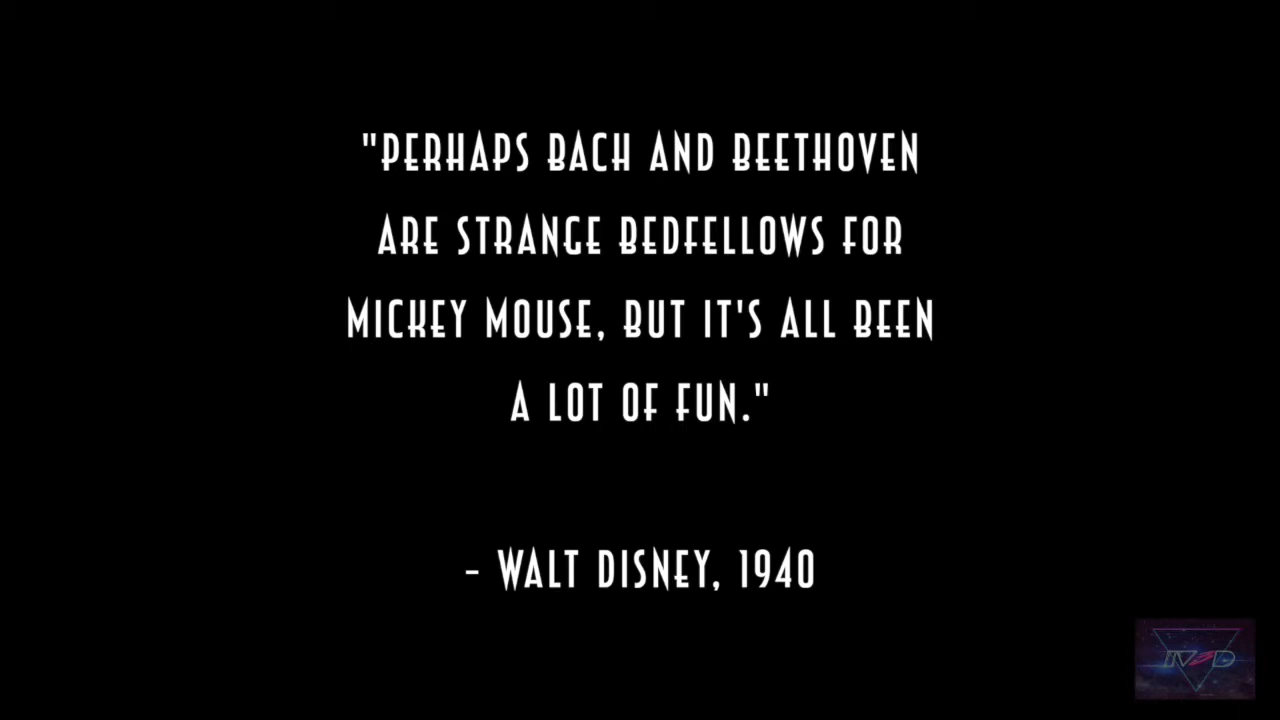 "PERHAPS BACH AND BEETHOVEN
ARE STRANGE BEDFELLOWS FOR
MICKEY MOUSE, BUT IT'S ALL BEEN
A LOT OF FUN."
- WALT DISNEY, 1940